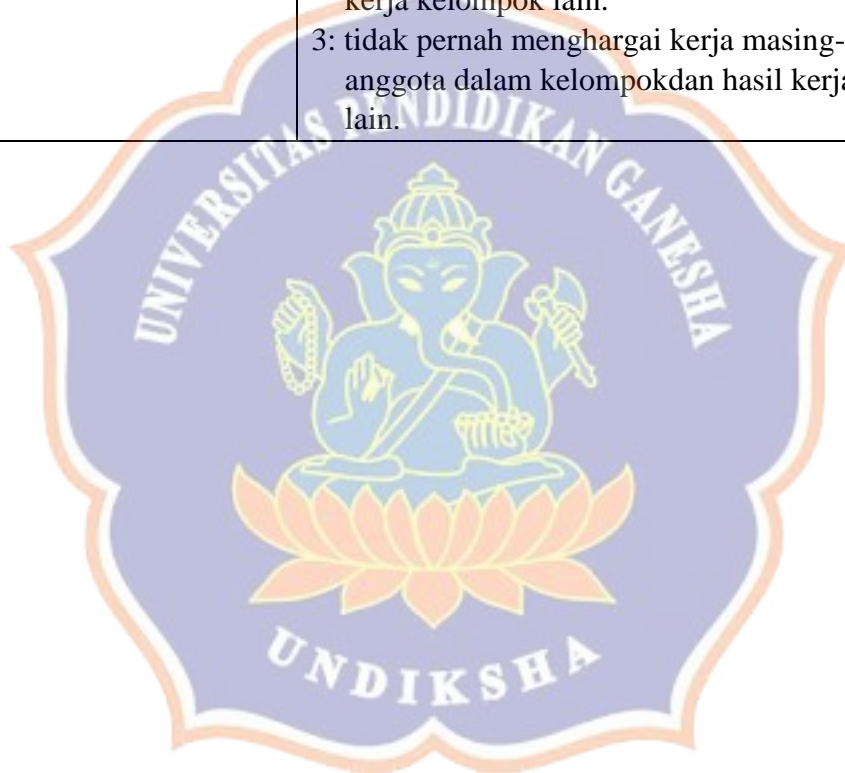 kerja kelompok lain.
3: tidak pernah menghargai kerja masing-
anggota dalam kelompokdan hasil kerja
lain.
UNIVERSITAS PENDIDIKAN GANESHA
UNDIKSHA